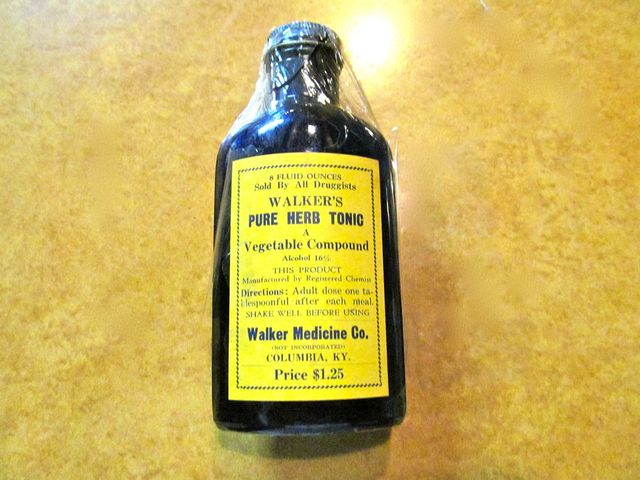 8 FLUID OUNCES
Sold By All Druggists
WALKER'S
PURE HERB TONIC
A
Vegetable Compound
Alcohol 16%
THIS PRODUCT
Manufactured by Registered Chemist
Directions: Adult dose one ta-
blespoonful after each meal.
SHAKE WELL BEFORE USING
Walker Medicine Co.
(NOT INCORPORATED)
COLUMBIA, KY.
Price $1.25